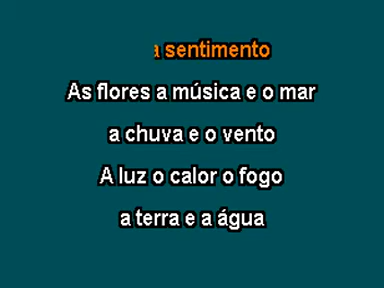 a sentimento
As flores a música e o mar
a chuva e o vento
A luz o calor o fogo
a terra e a água